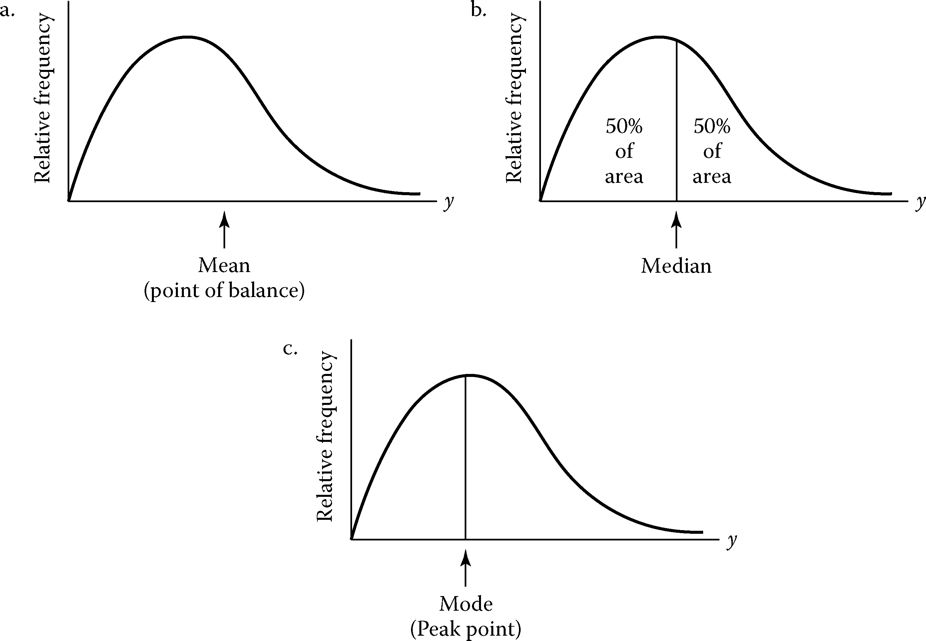 a.
Relative frequency
y
Mean
(point of balance)
b.
Relative frequency
50%
of
area
50%
of
area
y
Median
c.
Relative frequency
y
Mode
(Peak point)